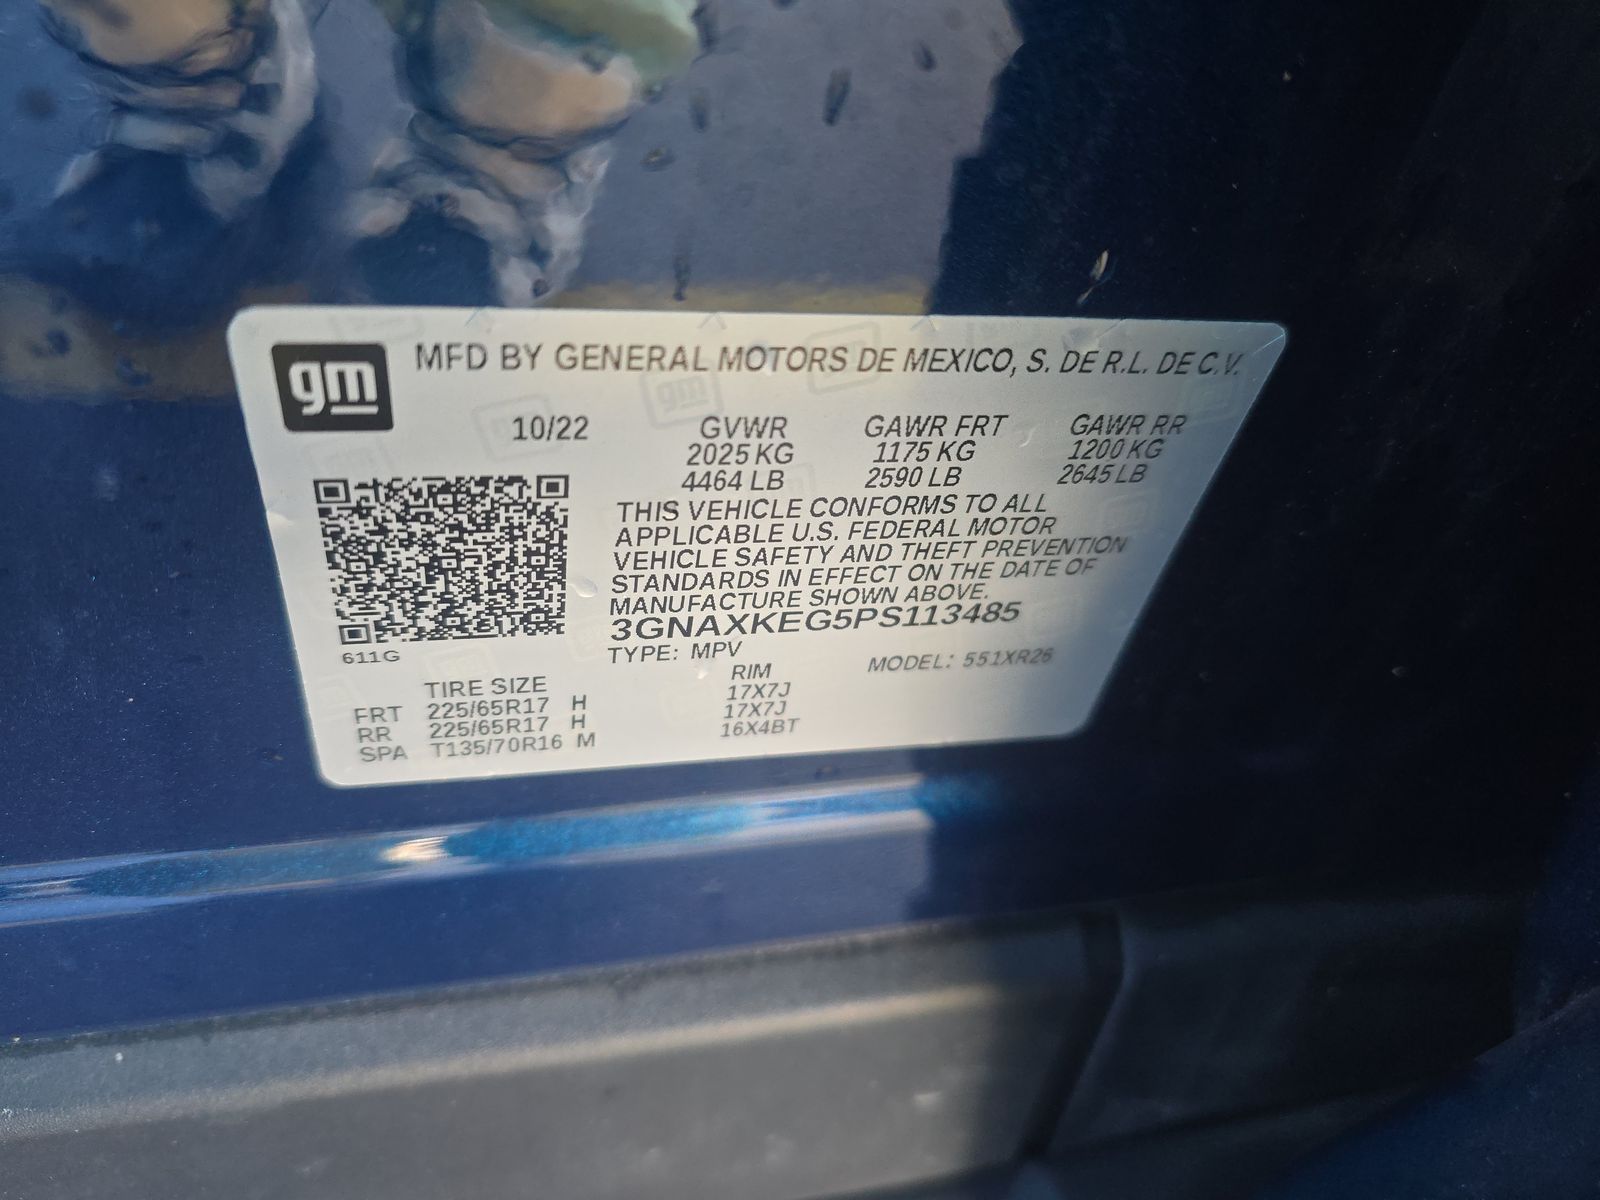 gm
MFD BY GENERAL MOTORS DE MEXICO, S. DE R.L. DE C.V.
10/22 GVWR GAWR FRT GAWR RR
2025 KG 1175 KG 1200 KG
4464 LB 2590 LB 2645 LB
THIS VEHICLE CONFORMS TO ALL
APPLICABLE U.S. FEDERAL MOTOR
VEHICLE SAFETY AND THEFT PREVENTION
STANDARDS IN EFFECT ON THE DATE OF
MANUFACTURE SHOWN ABOVE.
3GNAXKEG5PS113485
611G
TYPE: MPV MODEL: 551XR26
TIRE SIZE RIM
FRT 225/65R17 H 17X7J
RR 225/65R17 H 17X7J
SPA T135/70R16 M 16X4BT